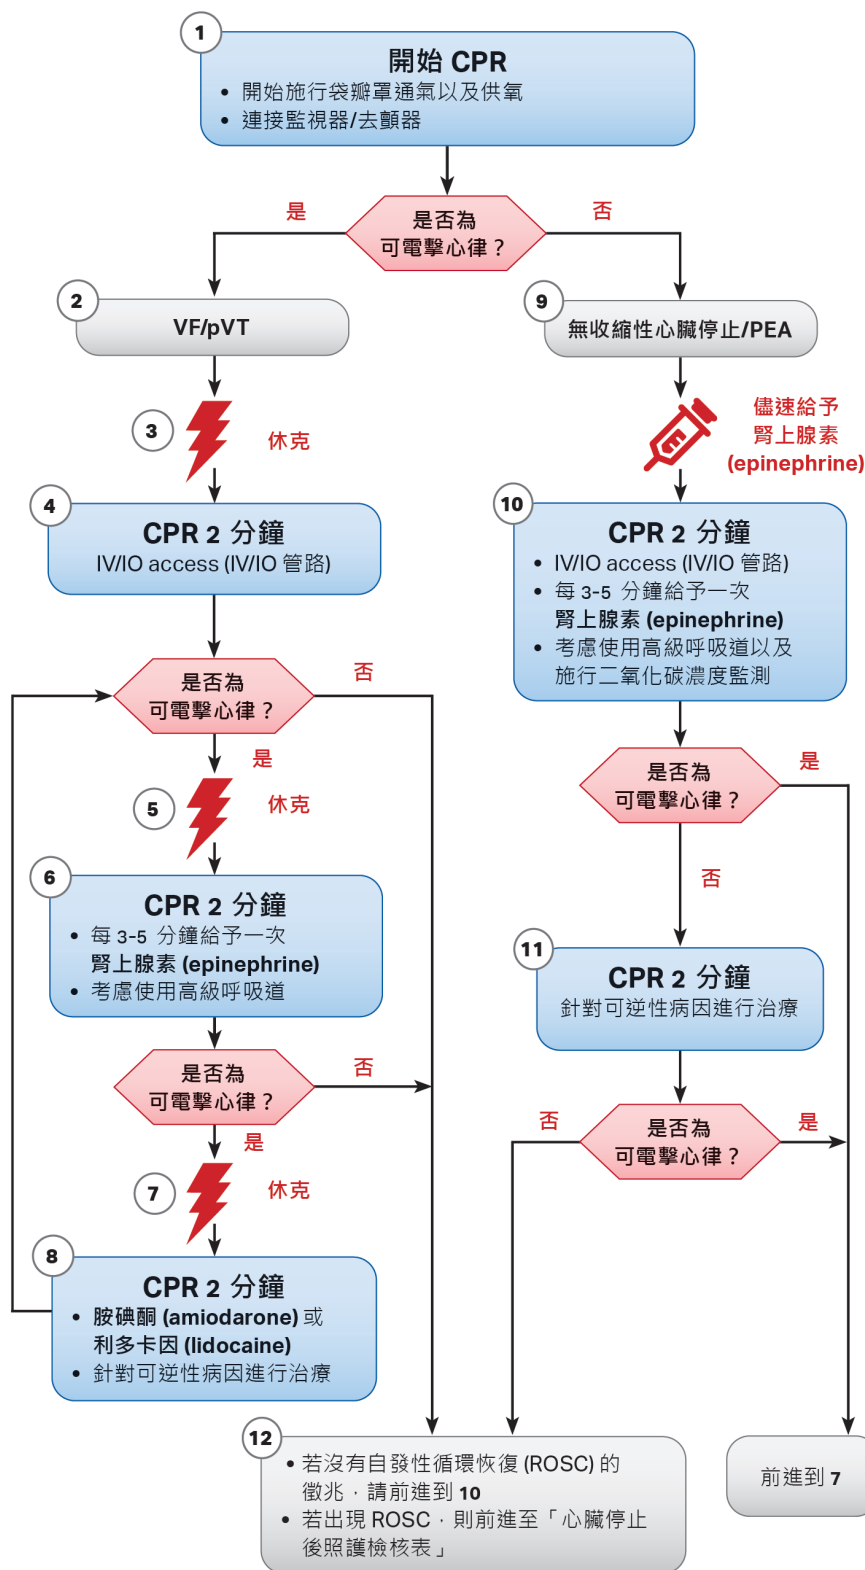 1
開始 CPR
• 開始施行袋瓣罩通氣以及供氧
• 連接監視器/去顫器
是否為
可電擊心律？
是
否
2
VF/pVT
3
休克
4
CPR 2 分鐘
IV/IO access (IV/IO 管路)
是否為
可電擊心律？
否
是
5
休克
6
CPR 2 分鐘
• 每 3-5 分鐘給予一次
腎上腺素 (epinephrine)
• 考慮使用高級呼吸道
是否為
可電擊心律？
否
是
7
休克
8
CPR 2 分鐘
• 胺碘酮 (amiodarone) 或
利多卡因 (lidocaine)
• 針對可逆性病因進行治療
9
無收縮性心臟停止/PEA
儘速給予
腎上腺素
(epinephrine)
10
CPR 2 分鐘
• IV/IO access (IV/IO 管路)
• 每 3-5 分鐘給予一次
腎上腺素 (epinephrine)
• 考慮使用高級呼吸道以及
施行二氧化碳濃度監測
是否為
可電擊心律？
是
否
11
CPR 2 分鐘
針對可逆性病因進行治療
是否為
可電擊心律？
否
是
12
• 若沒有自發性循環恢復 (ROSC) 的
徵兆，請前進到 10
• 若出現 ROSC，則前進至「心臟停止
後照護檢核表」
前進到 7